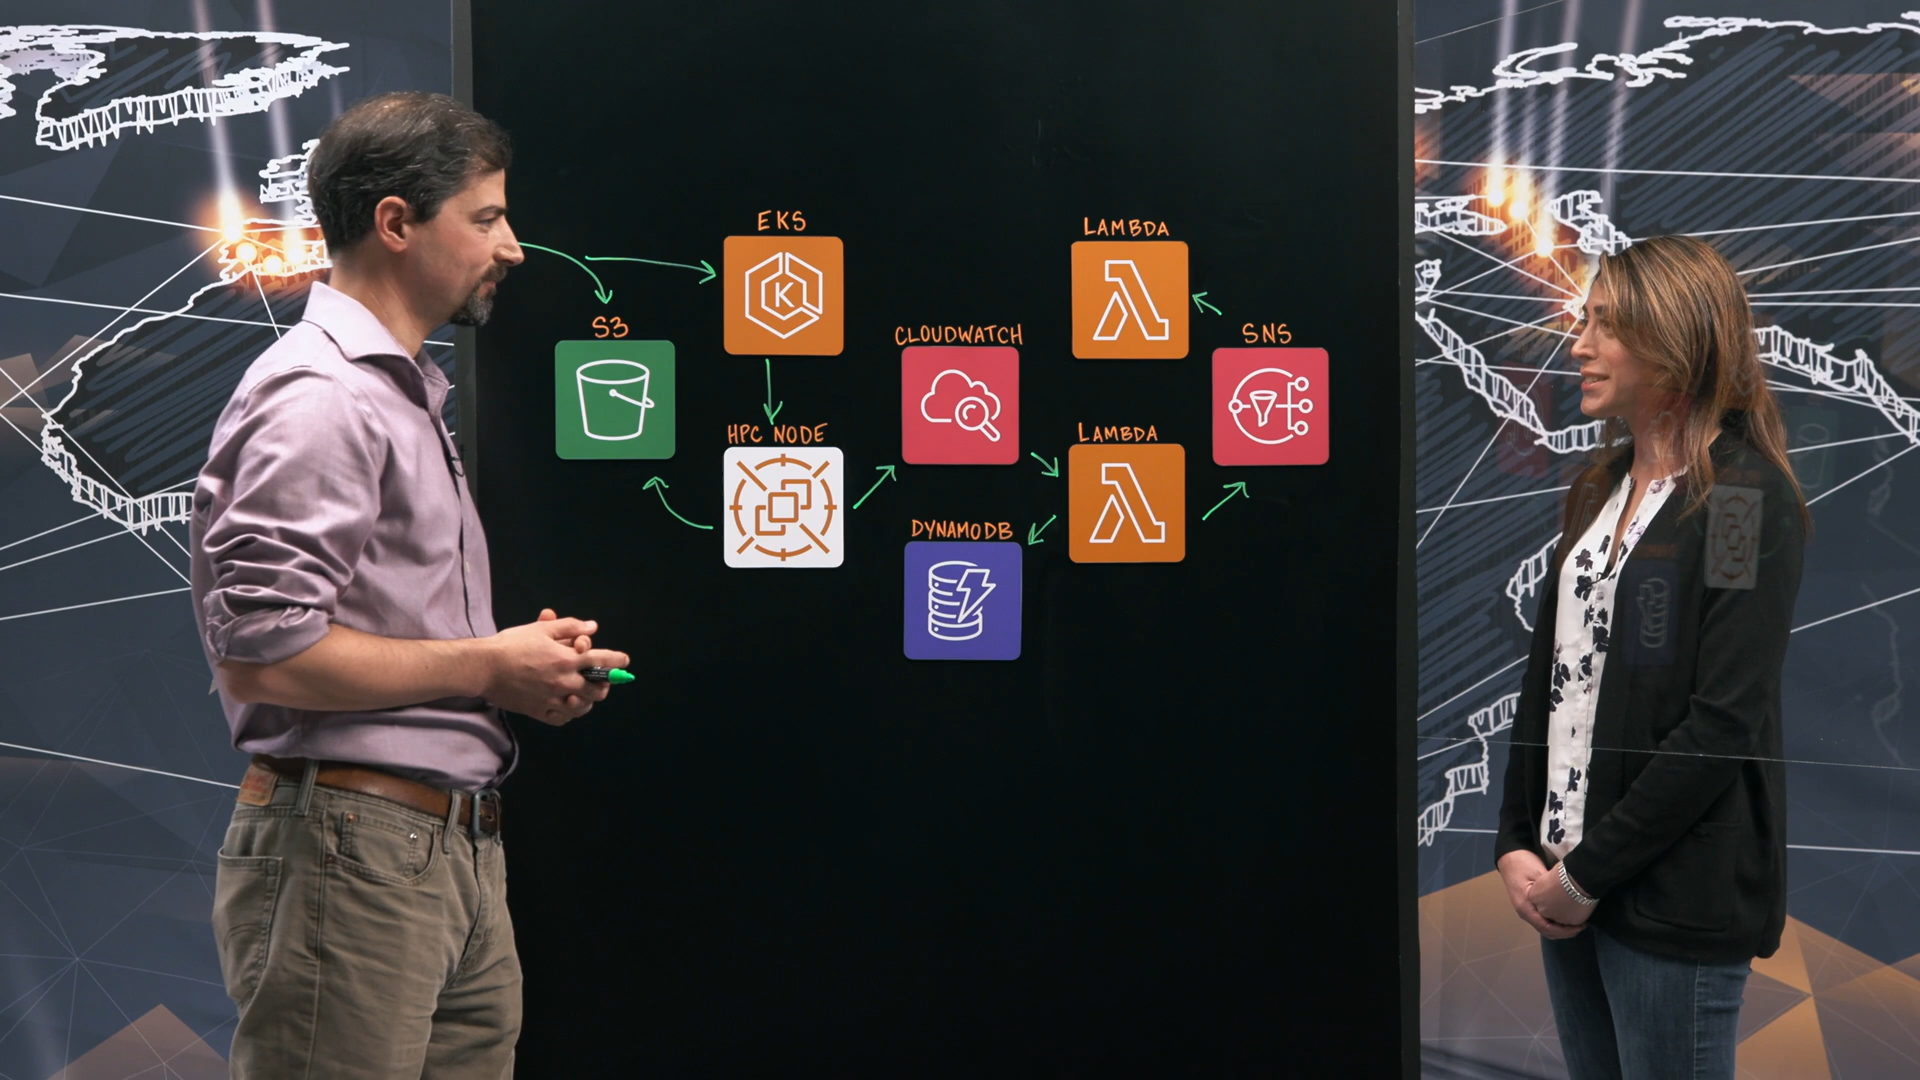 EKS
LAMBDA
S3
CLOUDWATCH
SNS
HPC NODE
LAMBDA
DYNAMODB
K